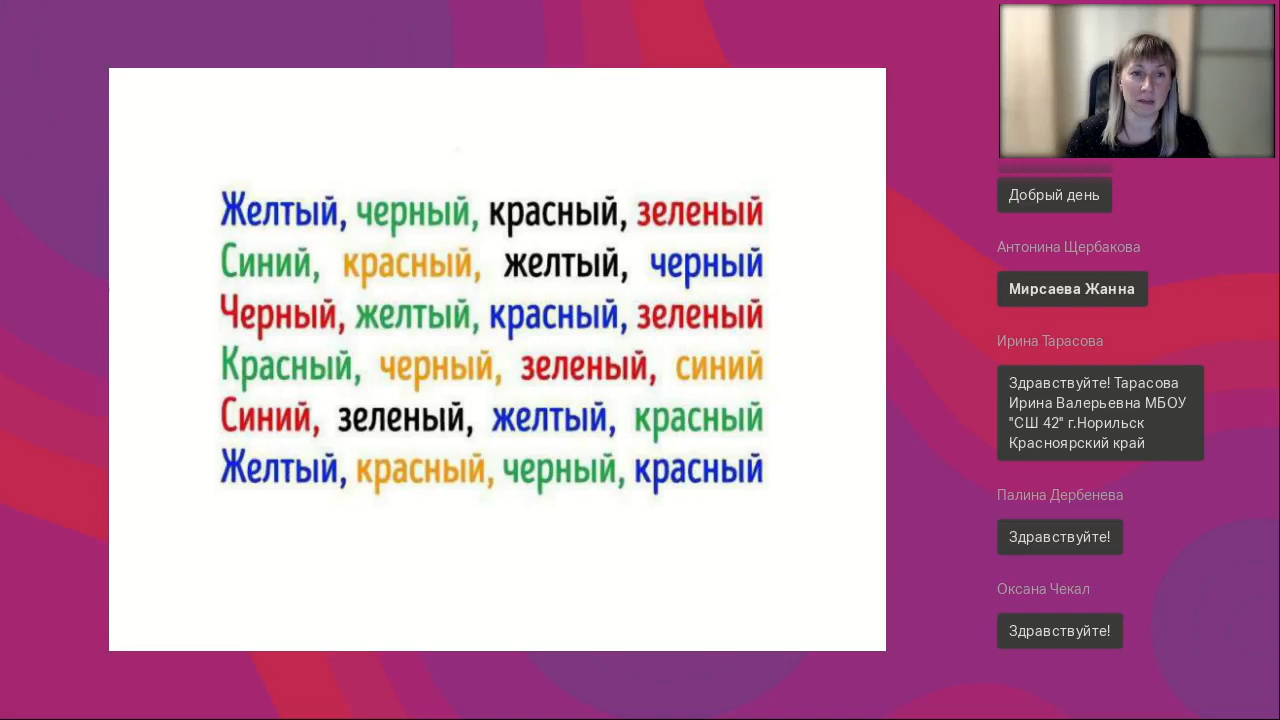 Желтый, черный, красный, зеленый
Синий, красный, желтый, черный
Черный, желтый, красный, зеленый
Красный, черный, зеленый, синий
Синий, зеленый, желтый, красный
Желтый, красный, черный, красный
Добрый день
Антонина Щербакова
Мирсаева Жанна
Ирина Тарасова
Здравствуйте! Тарасова
Ирина Валерьевна МБОУ
"СШ 42" г.Норильск
Красноярский край
Палина Дербенева
Здравствуйте!
Оксана Чекал
Здравствуйте!